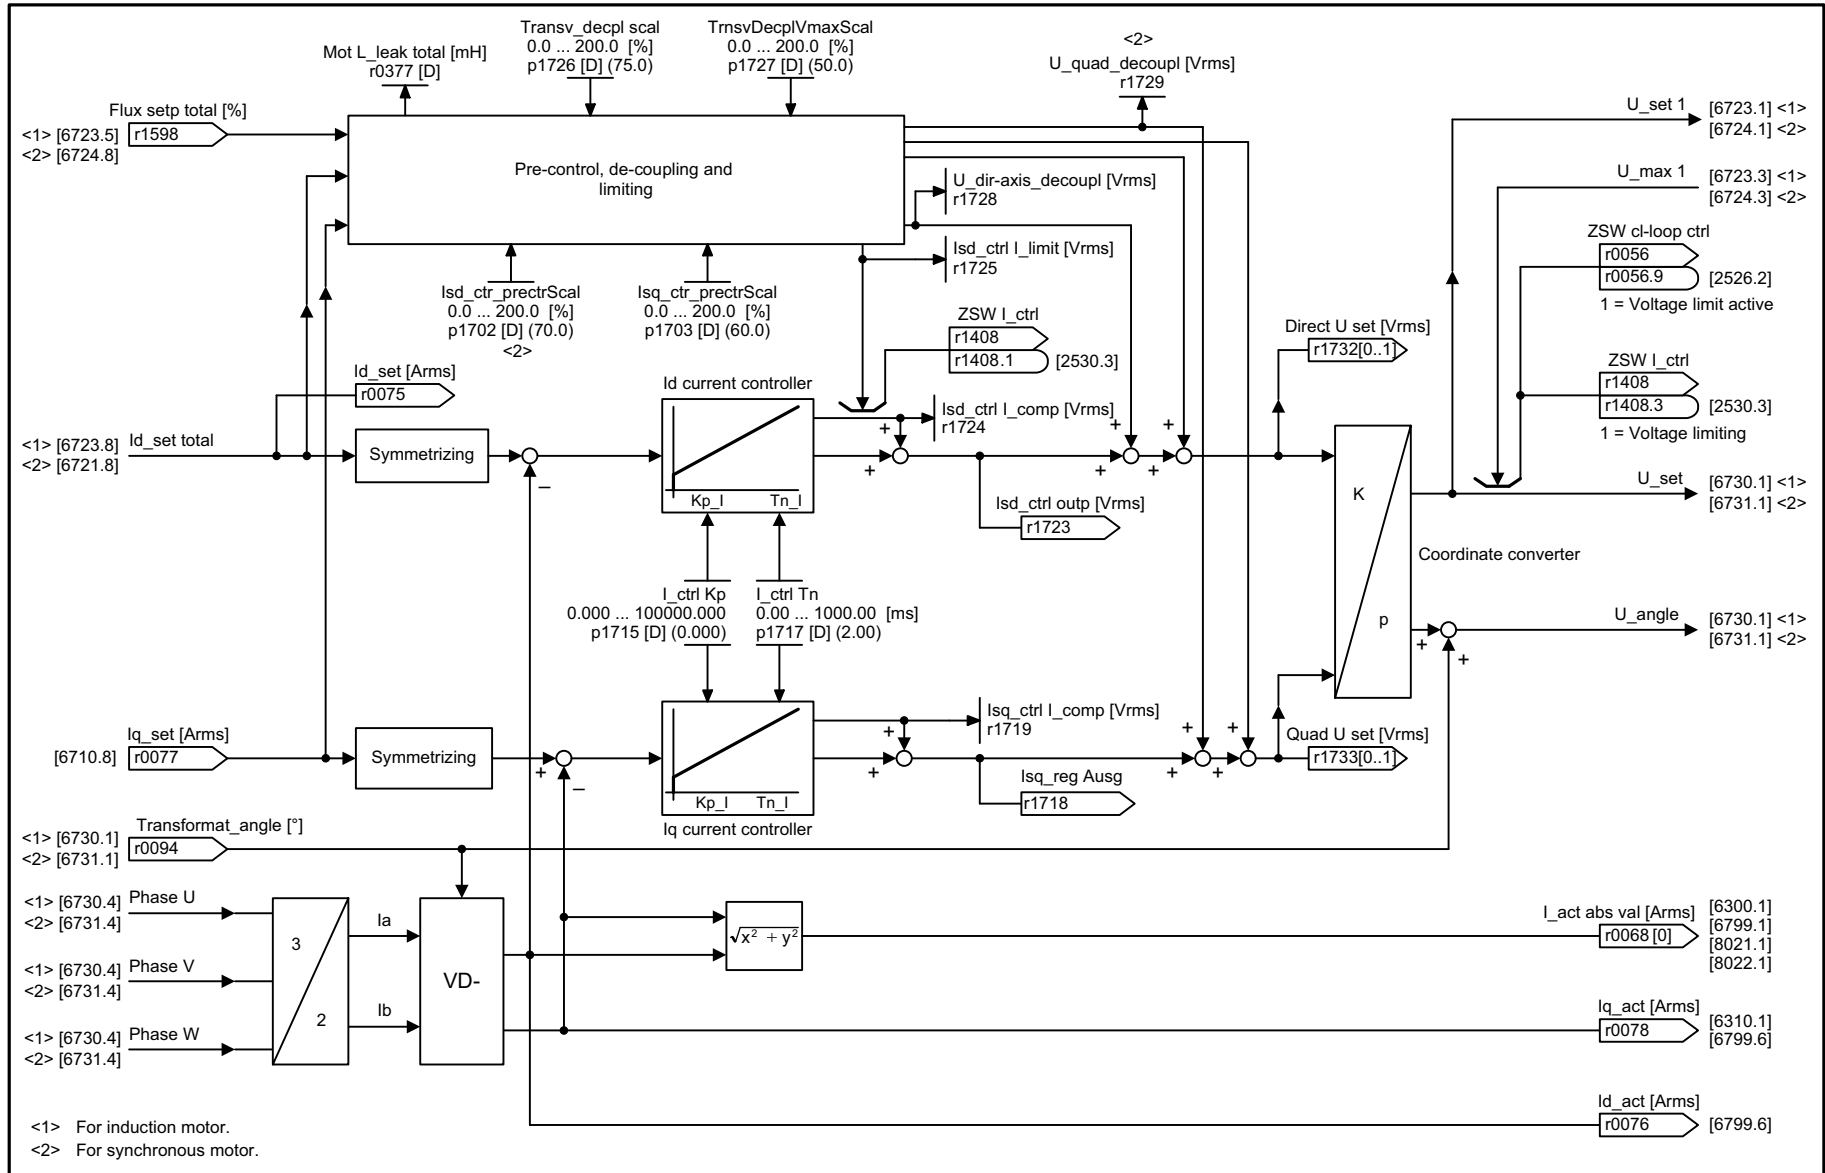 Transv_decpl scal
0.0 ... 200.0 [%]
p1726 [D] (75.0)
TrnsvDecplVmaxScal
0.0 ... 200.0 [%]
p1727 [D] (50.0)
Mot L_leak total [mH]
r0377 [D]
<2>
U_quad_decoupl [Vrms]
r1729
Flux setp total [%]
<1> [6723.5]
<2> [6724.8]
r1598
Pre-control, de-coupling and
limiting
U_set 1
[6723.1] <1>
[6724.1] <2>
U_max 1
[6723.3] <1>
[6724.3] <2>
U_dir-axis_decoupl [Vrms]
r1728
Isd_ctrl I_limit [Vrms]
r1725
ZSW cl-loop ctrl
r0056
r0056.9
[2526.2]
1 = Voltage limit active
Isd_ctr_prectrScal
0.0 ... 200.0 [%]
p1702 [D] (70.0)
<2>
Isq_ctr_prectrScal
0.0 ... 200.0 [%]
p1703 [D] (60.0)
ZSW I_ctrl
r1408
r1408.1
[2530.3]
Direct U set [Vrms]
r1732[0..1]
ZSW I_ctrl
r1408
r1408.3
[2530.3]
1 = Voltage limiting
Id_set [Arms]
r0075
Id current controller
Isd_ctrl I_comp [Vrms]
r1724
<1> [6723.8]
<2> [6721.8]
Id_set total
Symmetrizing
–
Kp_I
Tn_I
+
+
+
+
+
+
Isd_ctrl outp [Vrms]
r1723
K
p
Coordinate converter
U_set
[6730.1] <1>
[6731.1] <2>
I_ctrl Kp
0.000 ... 100000.000
p1715 [D] (0.000)
I_ctrl Tn
0.00 ... 1000.00 [ms]
p1717 [D] (2.00)
U_angle
[6730.1] <1>
[6731.1] <2>
+
+
Iq_set [Arms]
[6710.8]
r0077
Symmetrizing
+
–
Kp_I
Tn_I
Iq current controller
Isq_ctrl I_comp [Vrms]
r1719
+
+
+
+
+
+
Isq_reg Ausg
r1718
Quad U set [Vrms]
r1733[0..1]
Transformat_angle [°]
<1> [6730.1]
<2> [6731.1]
r0094
<1> [6730.4]
<2> [6731.4]
Phase U
<1> [6730.4]
<2> [6731.4]
Phase V
<1> [6730.4]
<2> [6731.4]
Phase W
3
2
Ia
Ib
VD-
√x² + y²
I_act abs val [Arms]
r0068 [0]
[6300.1]
[6799.1]
[8021.1]
[8022.1]
Iq_act [Arms]
r0078
[6310.1]
[6799.6]
Id_act [Arms]
r0076
[6799.6]
<1> For induction motor.
<2> For synchronous motor.